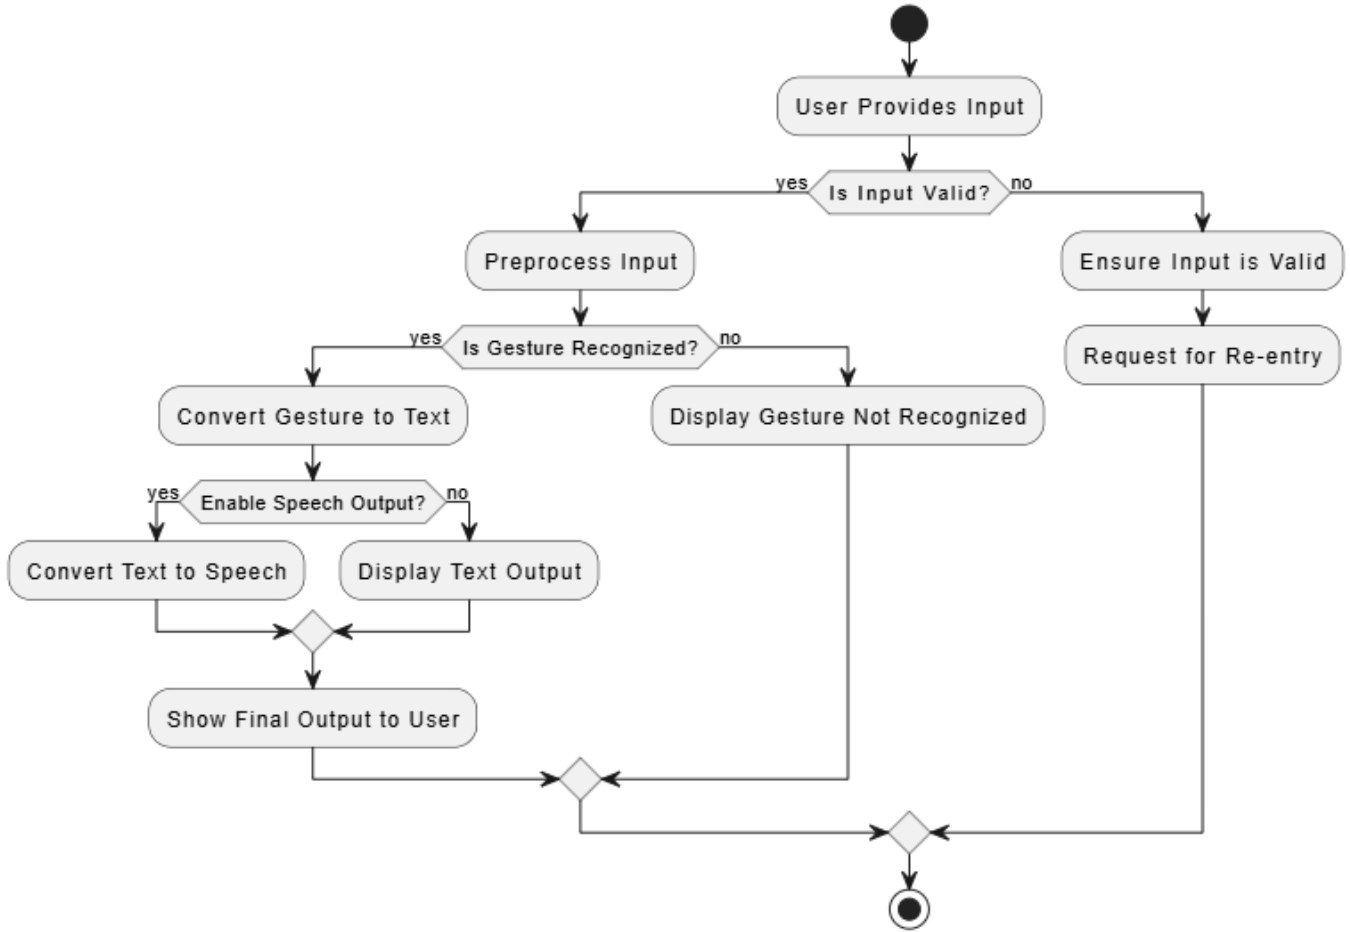 User Provides Input
yes
Is Input Valid?
no
Preprocess Input
Ensure Input is Valid
yes
Is Gesture Recognized?
no
Request for Re-entry
Convert Gesture to Text
Display Gesture Not Recognized
yes
Enable Speech Output?
no
Convert Text to Speech
Display Text Output
Show Final Output to User